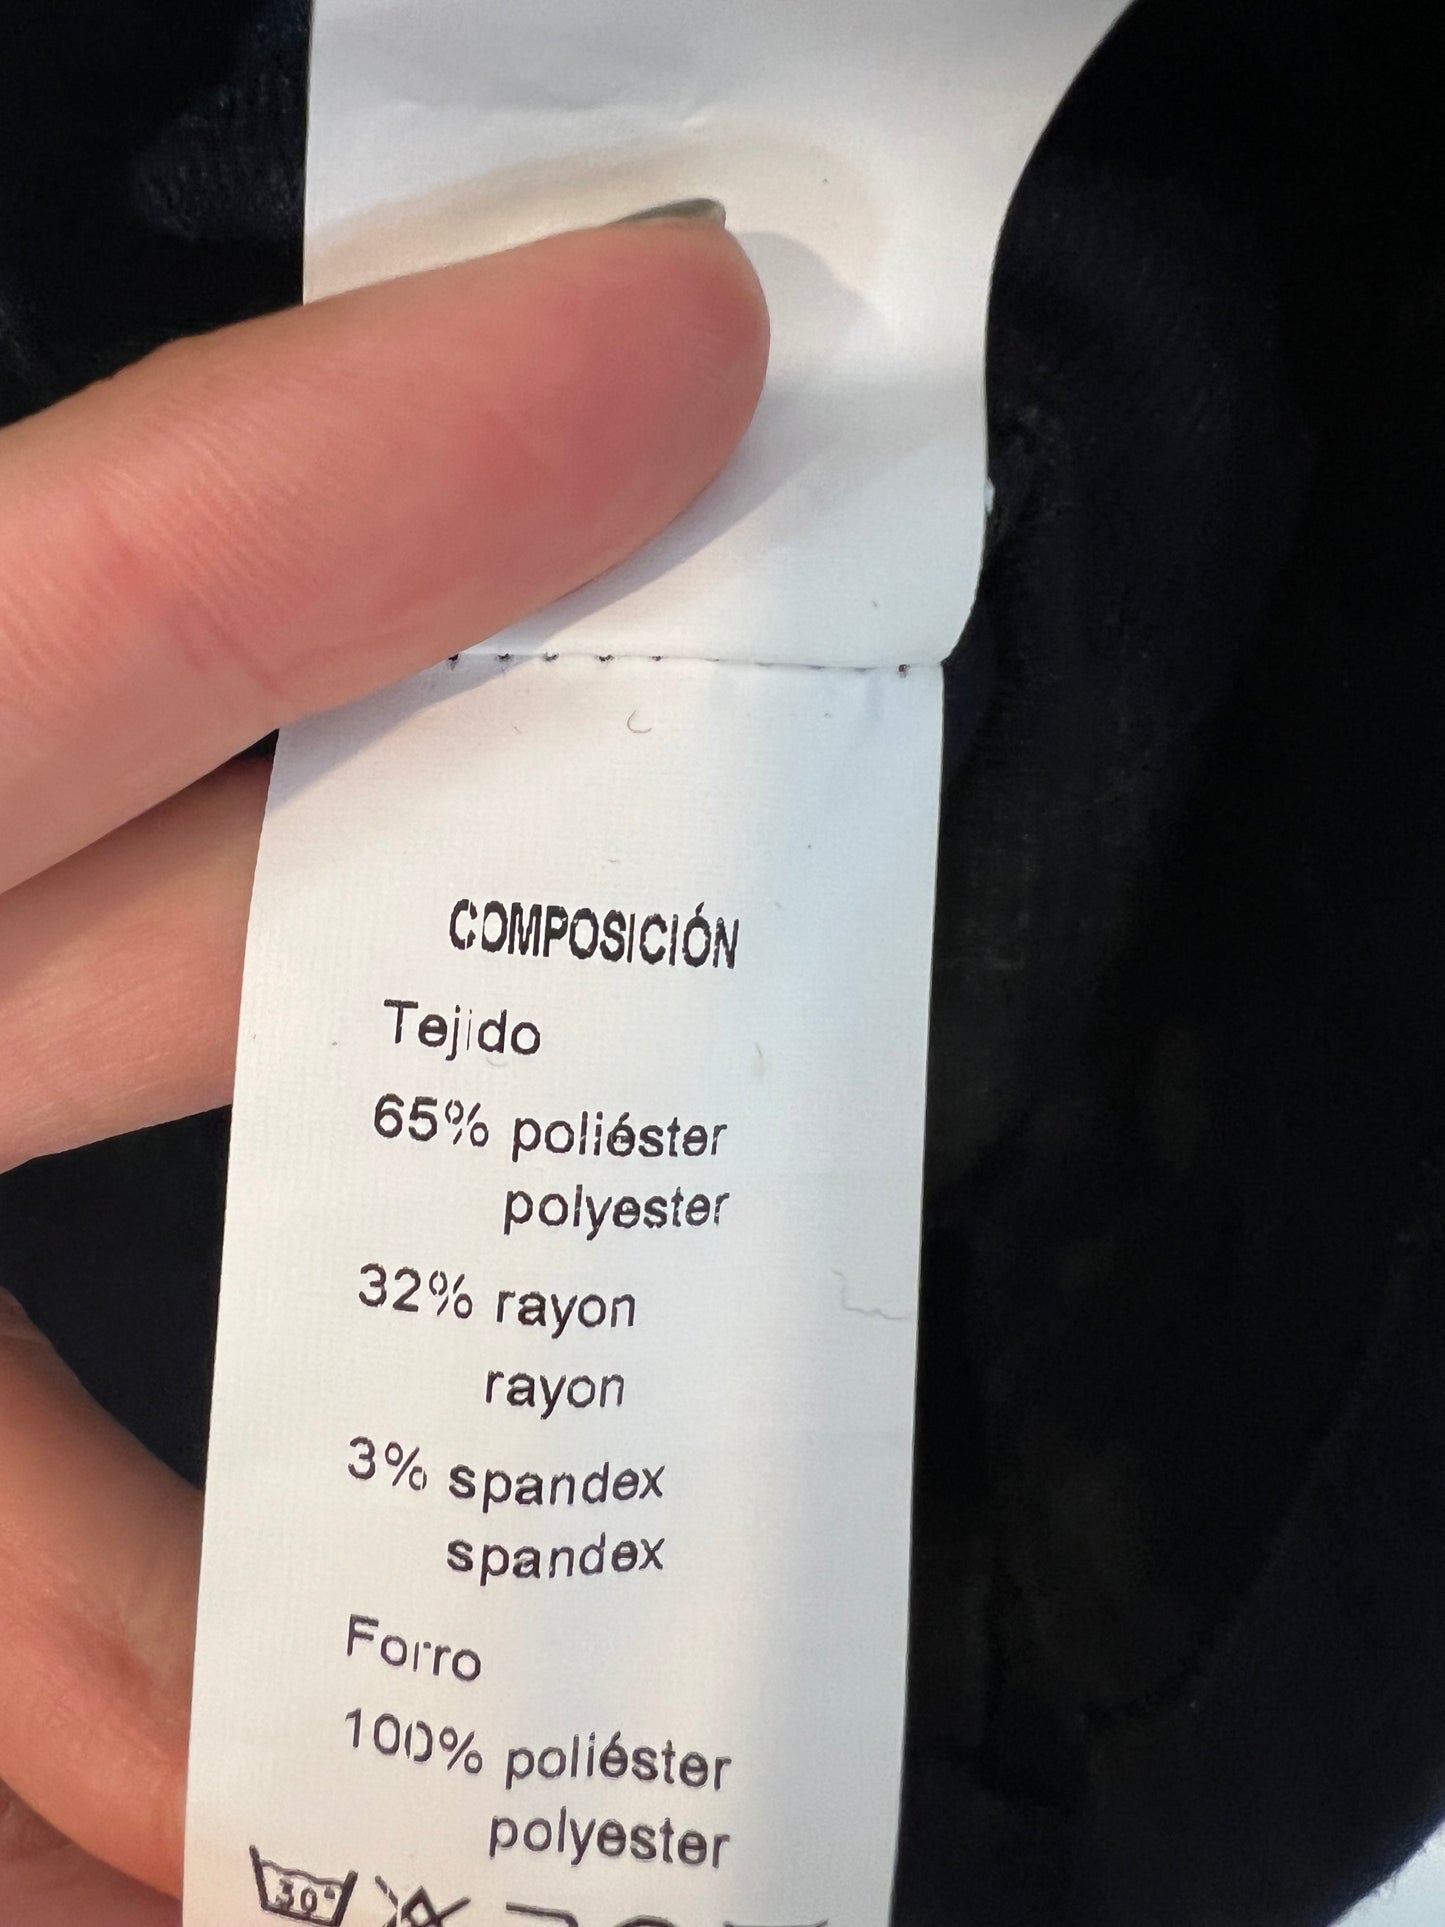 COMPOSICIÓN
Tejido
65% poliéster
polyester
32% rayon
rayon
3% spandex
spandex
Forro
100% poliéster
polyester
30°